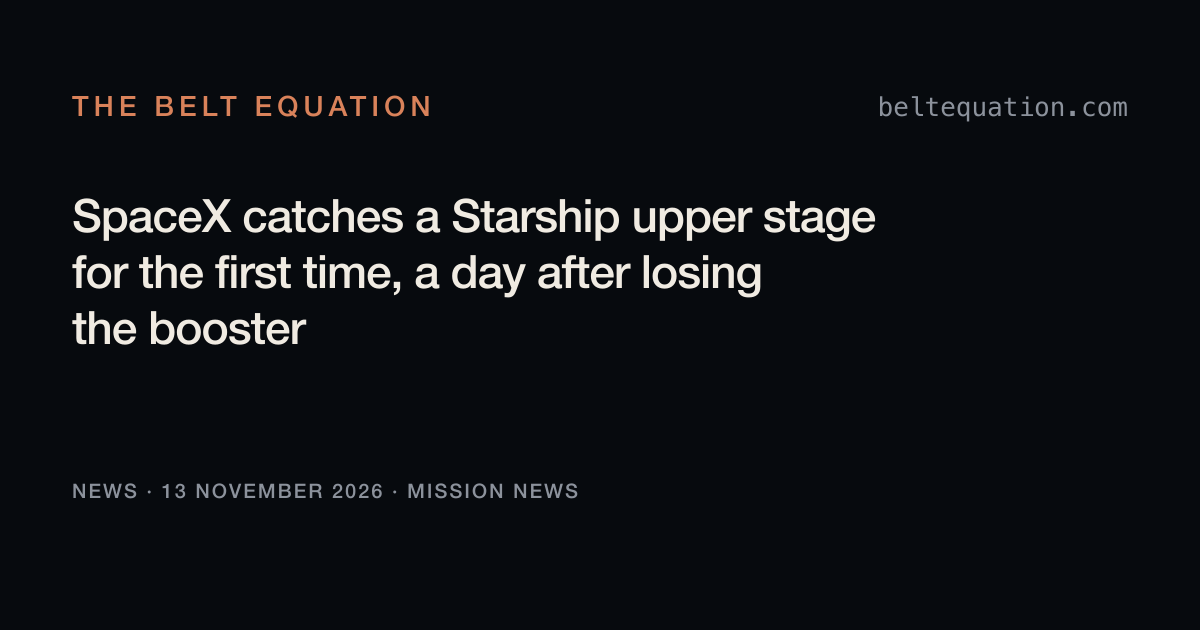 THE BELT EQUATION
beltequation.com
SpaceX catches a Starship upper stage
for the first time, a day after losing
the booster
NEWS · 13 NOVEMBER 2026 · MISSION NEWS